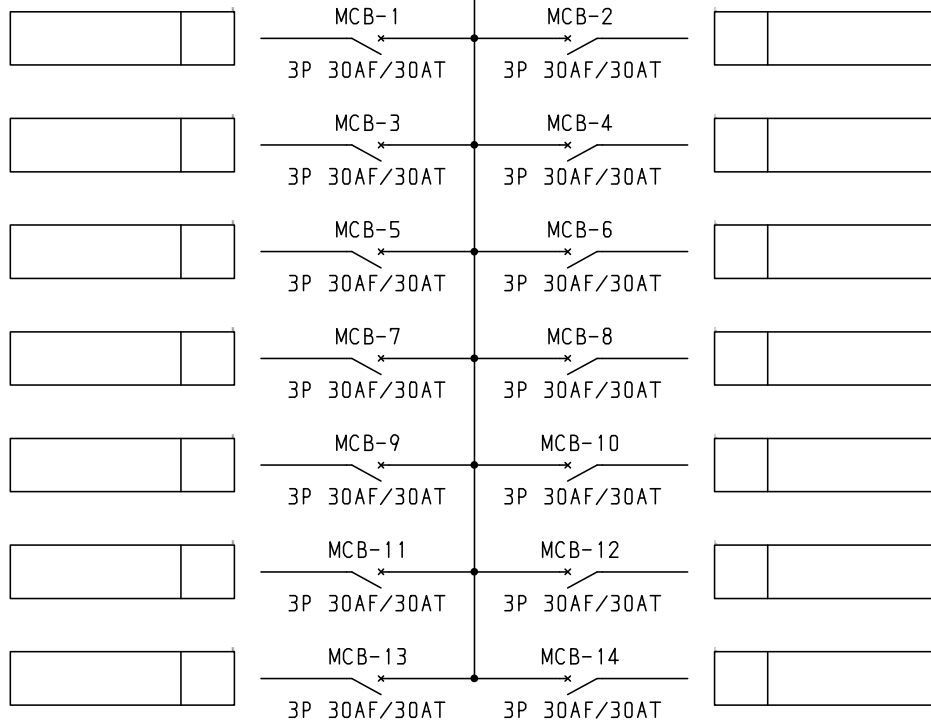 MCB-1 MCB-2
3P 30AF/30AT 3P 30AF/30AT
MCB-3 MCB-4
3P 30AF/30AT 3P 30AF/30AT
MCB-5 MCB-6
3P 30AF/30AT 3P 30AF/30AT
MCB-7 MCB-8
3P 30AF/30AT 3P 30AF/30AT
MCB-9 MCB-10
3P 30AF/30AT 3P 30AF/30AT
MCB-11 MCB-12
3P 30AF/30AT 3P 30AF/30AT
MCB-13 MCB-14
3P 30AF/30AT 3P 30AF/30AT